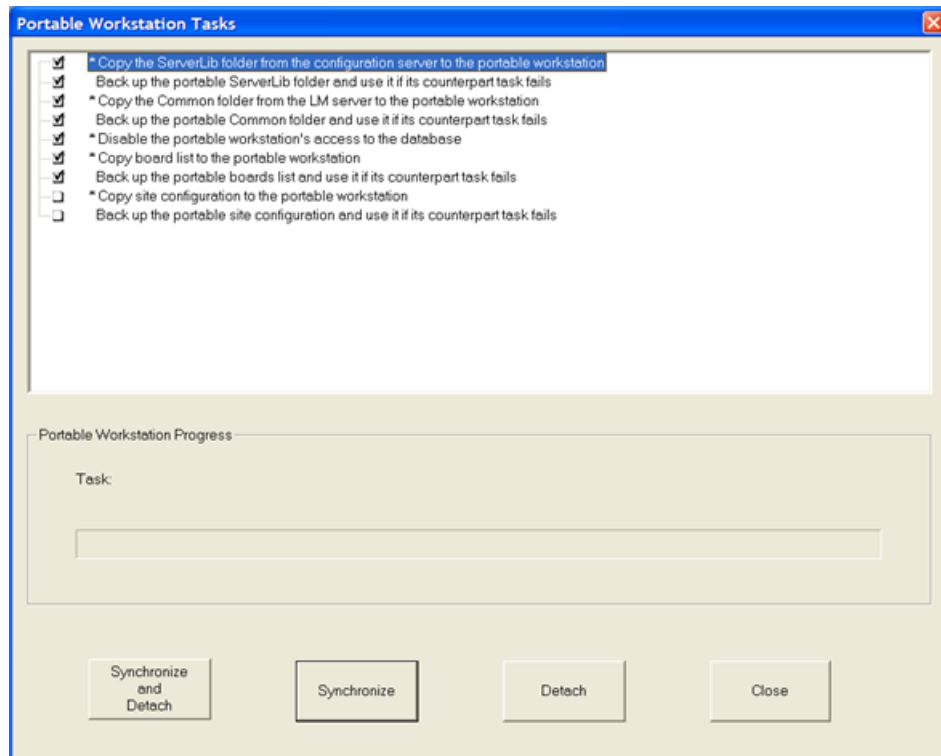 Portable Workstation Tasks
* Copy the ServerLib folder from the configuration server to the portable workstation
Back up the portable ServerLib folder and use it if its counterpart task fails
* Copy the Common folder from the LM server to the portable workstation
Back up the portable Common folder and use it if its counterpart task fails
* Disable the portable workstation's access to the database
* Copy board list to the portable workstation
Back up the portable boards list and use it if its counterpart task fails
* Copy site configuration to the portable workstation
Back up the portable site configuration and use it if its counterpart task fails
Portable Workstation Progress
Task:
Synchronize
and
Detach
Synchronize
Detach
Close